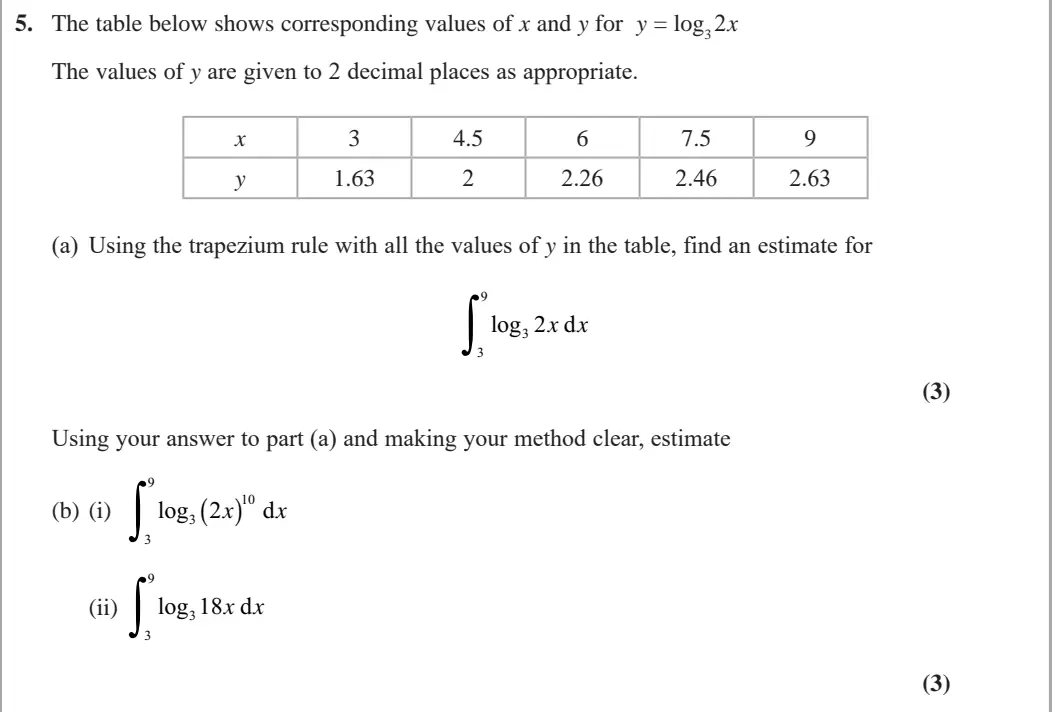 5. The table below shows corresponding values of x and y for y = log₃ 2x
The values of y are given to 2 decimal places as appropriate.
x 3 4.5 6 7.5 9
y 1.63 2 2.26 2.46 2.63
(a) Using the trapezium rule with all the values of y in the table, find an estimate for
∫₃⁹ log₃ 2x dx
(3)
Using your answer to part (a) and making your method clear, estimate
(b) (i) ∫₃⁹ log₃ (2x)¹⁰ dx
(ii) ∫₃⁹ log₃ 18x dx
(3)